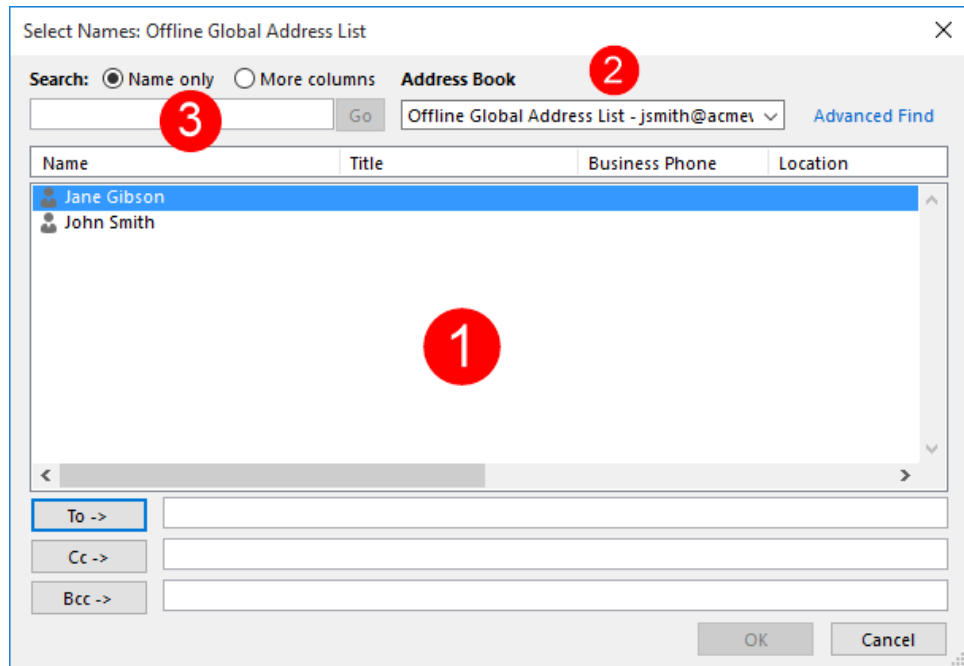 Select Names: Offline Global Address List
Search: Name only More columns Address Book 2
3 Go Offline Global Address List - jsmith@acmev Advanced Find
Name Title Business Phone Location
Jane Gibson
John Smith
1
To ->
Cc ->
Bcc ->
OK Cancel